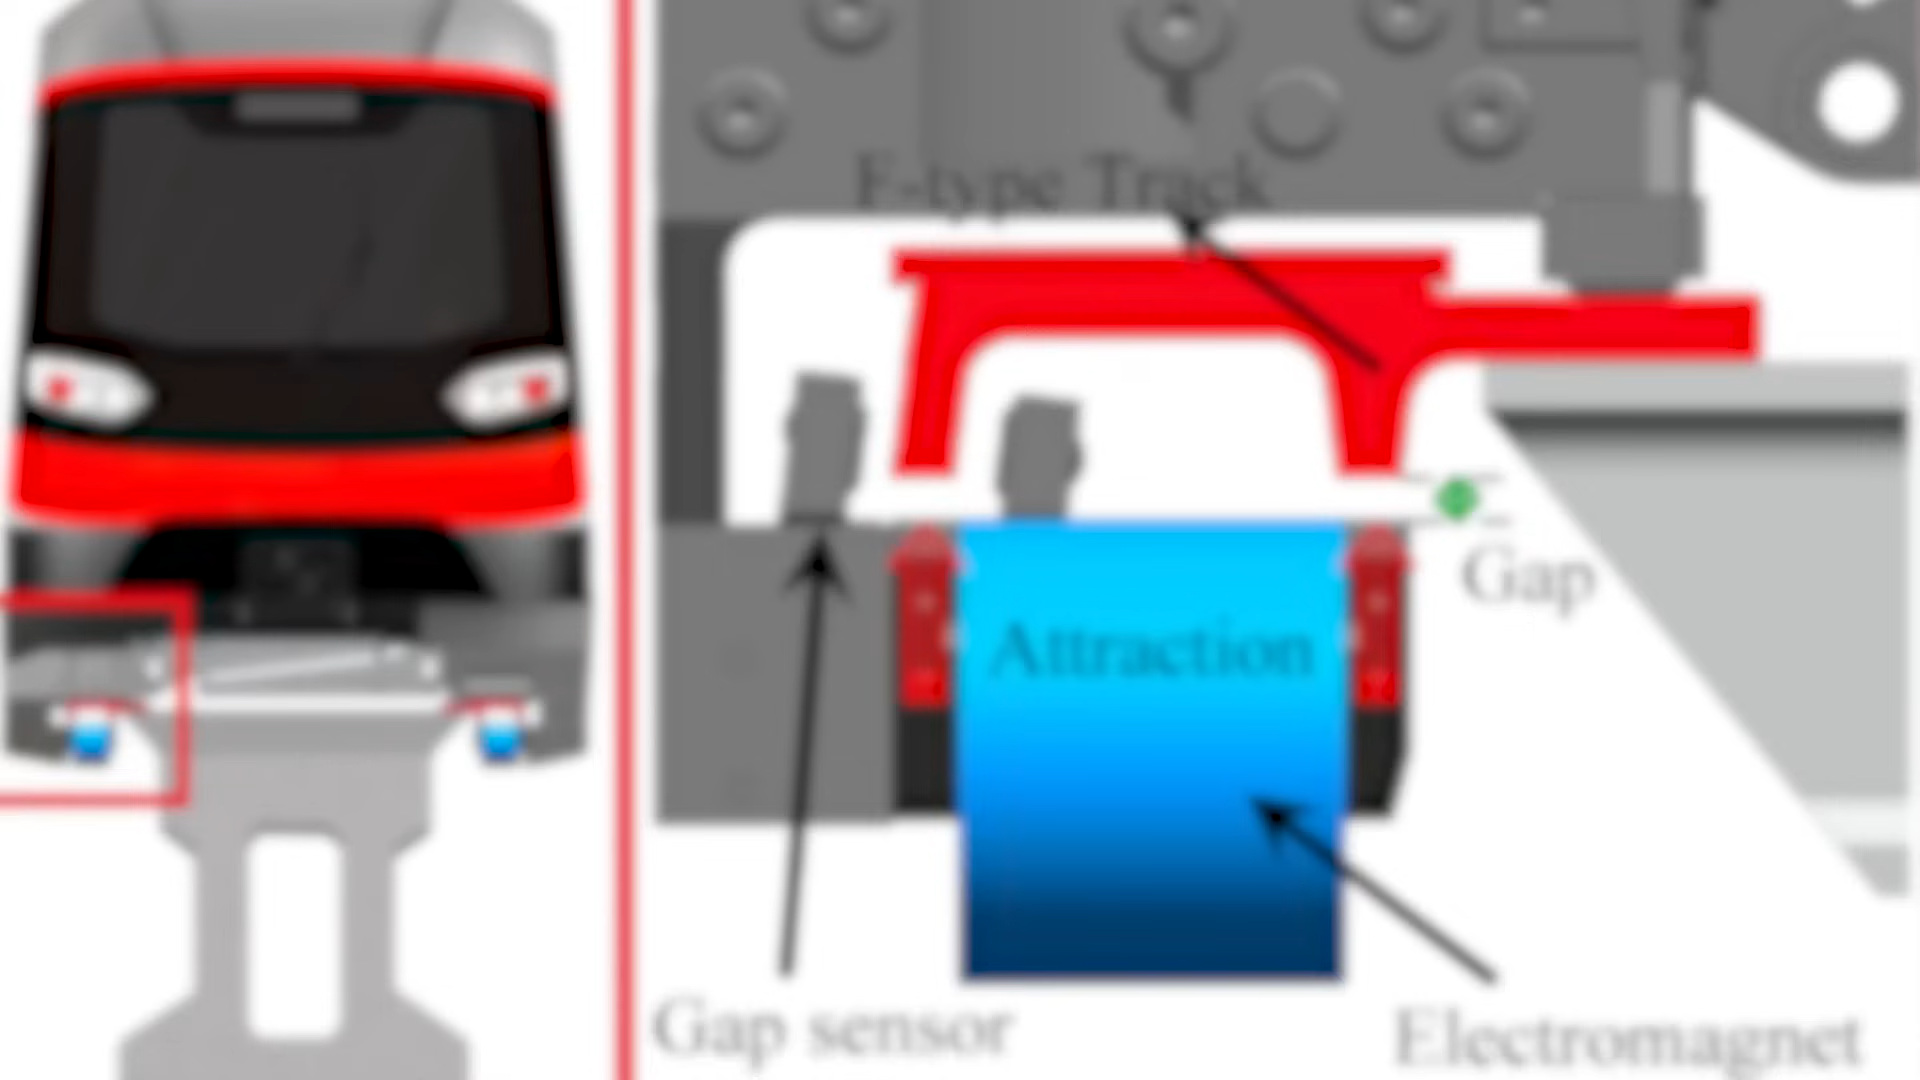 F-type Track
Gap
Attraction
Gap sensor
Electromagnet